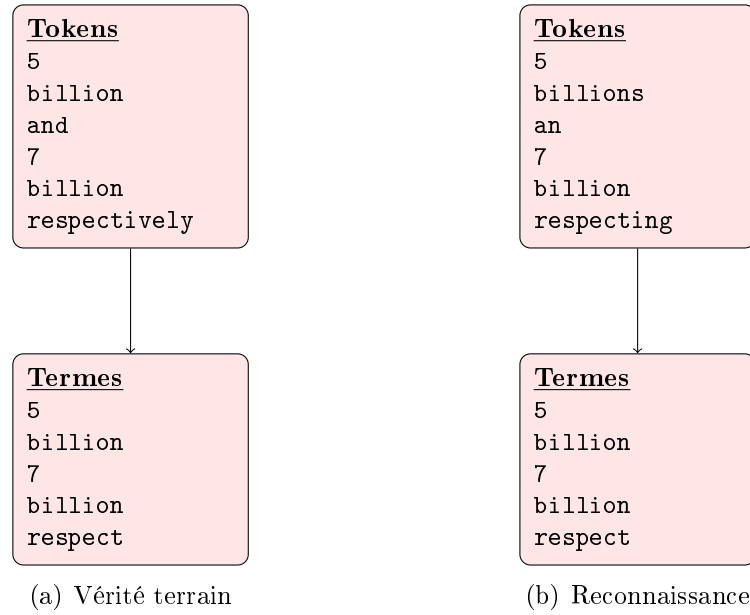 Tokens
5
billion
and
7
billion
respectively
Termes
5
billion
7
billion
respect
(a) Vérité terrain
Tokens
5
billions
an
7
billion
respecting
Termes
5
billion
7
billion
respect
(b) Reconnaissance